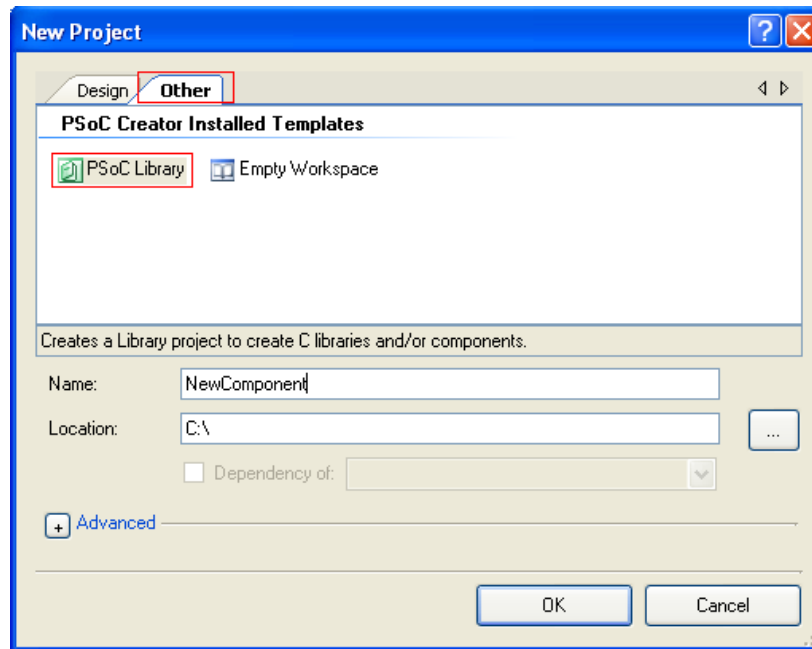 New Project
Design Other
PSoC Creator Installed Templates
PSoC Library Empty Workspace
Creates a Library project to create C libraries and/or components.
Name: NewComponent
Location: C:\ ...
Dependency of:
+ Advanced
OK Cancel